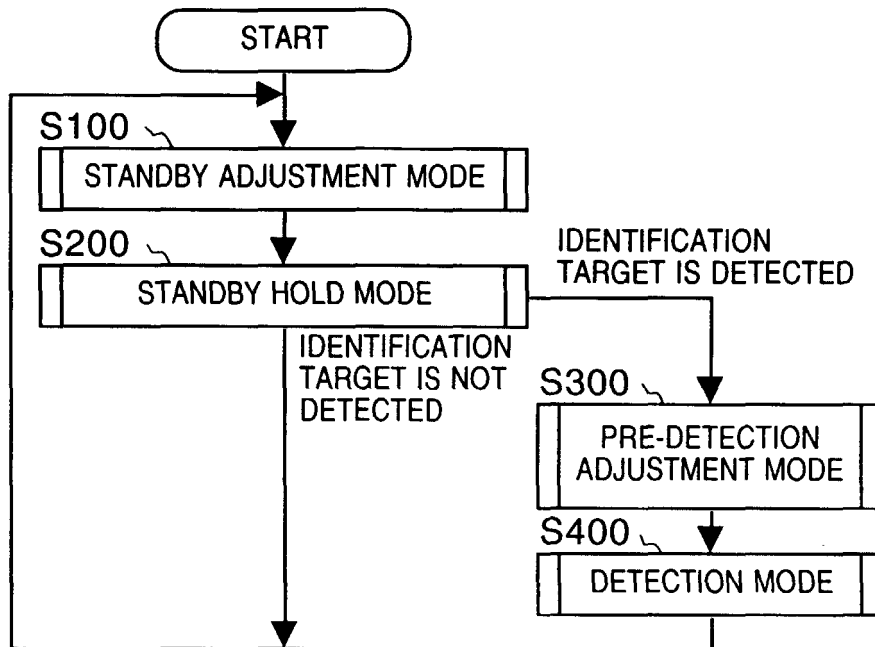 START
S100
STANDBY ADJUSTMENT MODE
S200
STANDBY HOLD MODE
IDENTIFICATION
TARGET IS DETECTED
IDENTIFICATION
TARGET IS NOT
DETECTED
S300
PRE-DETECTION
ADJUSTMENT MODE
S400
DETECTION MODE